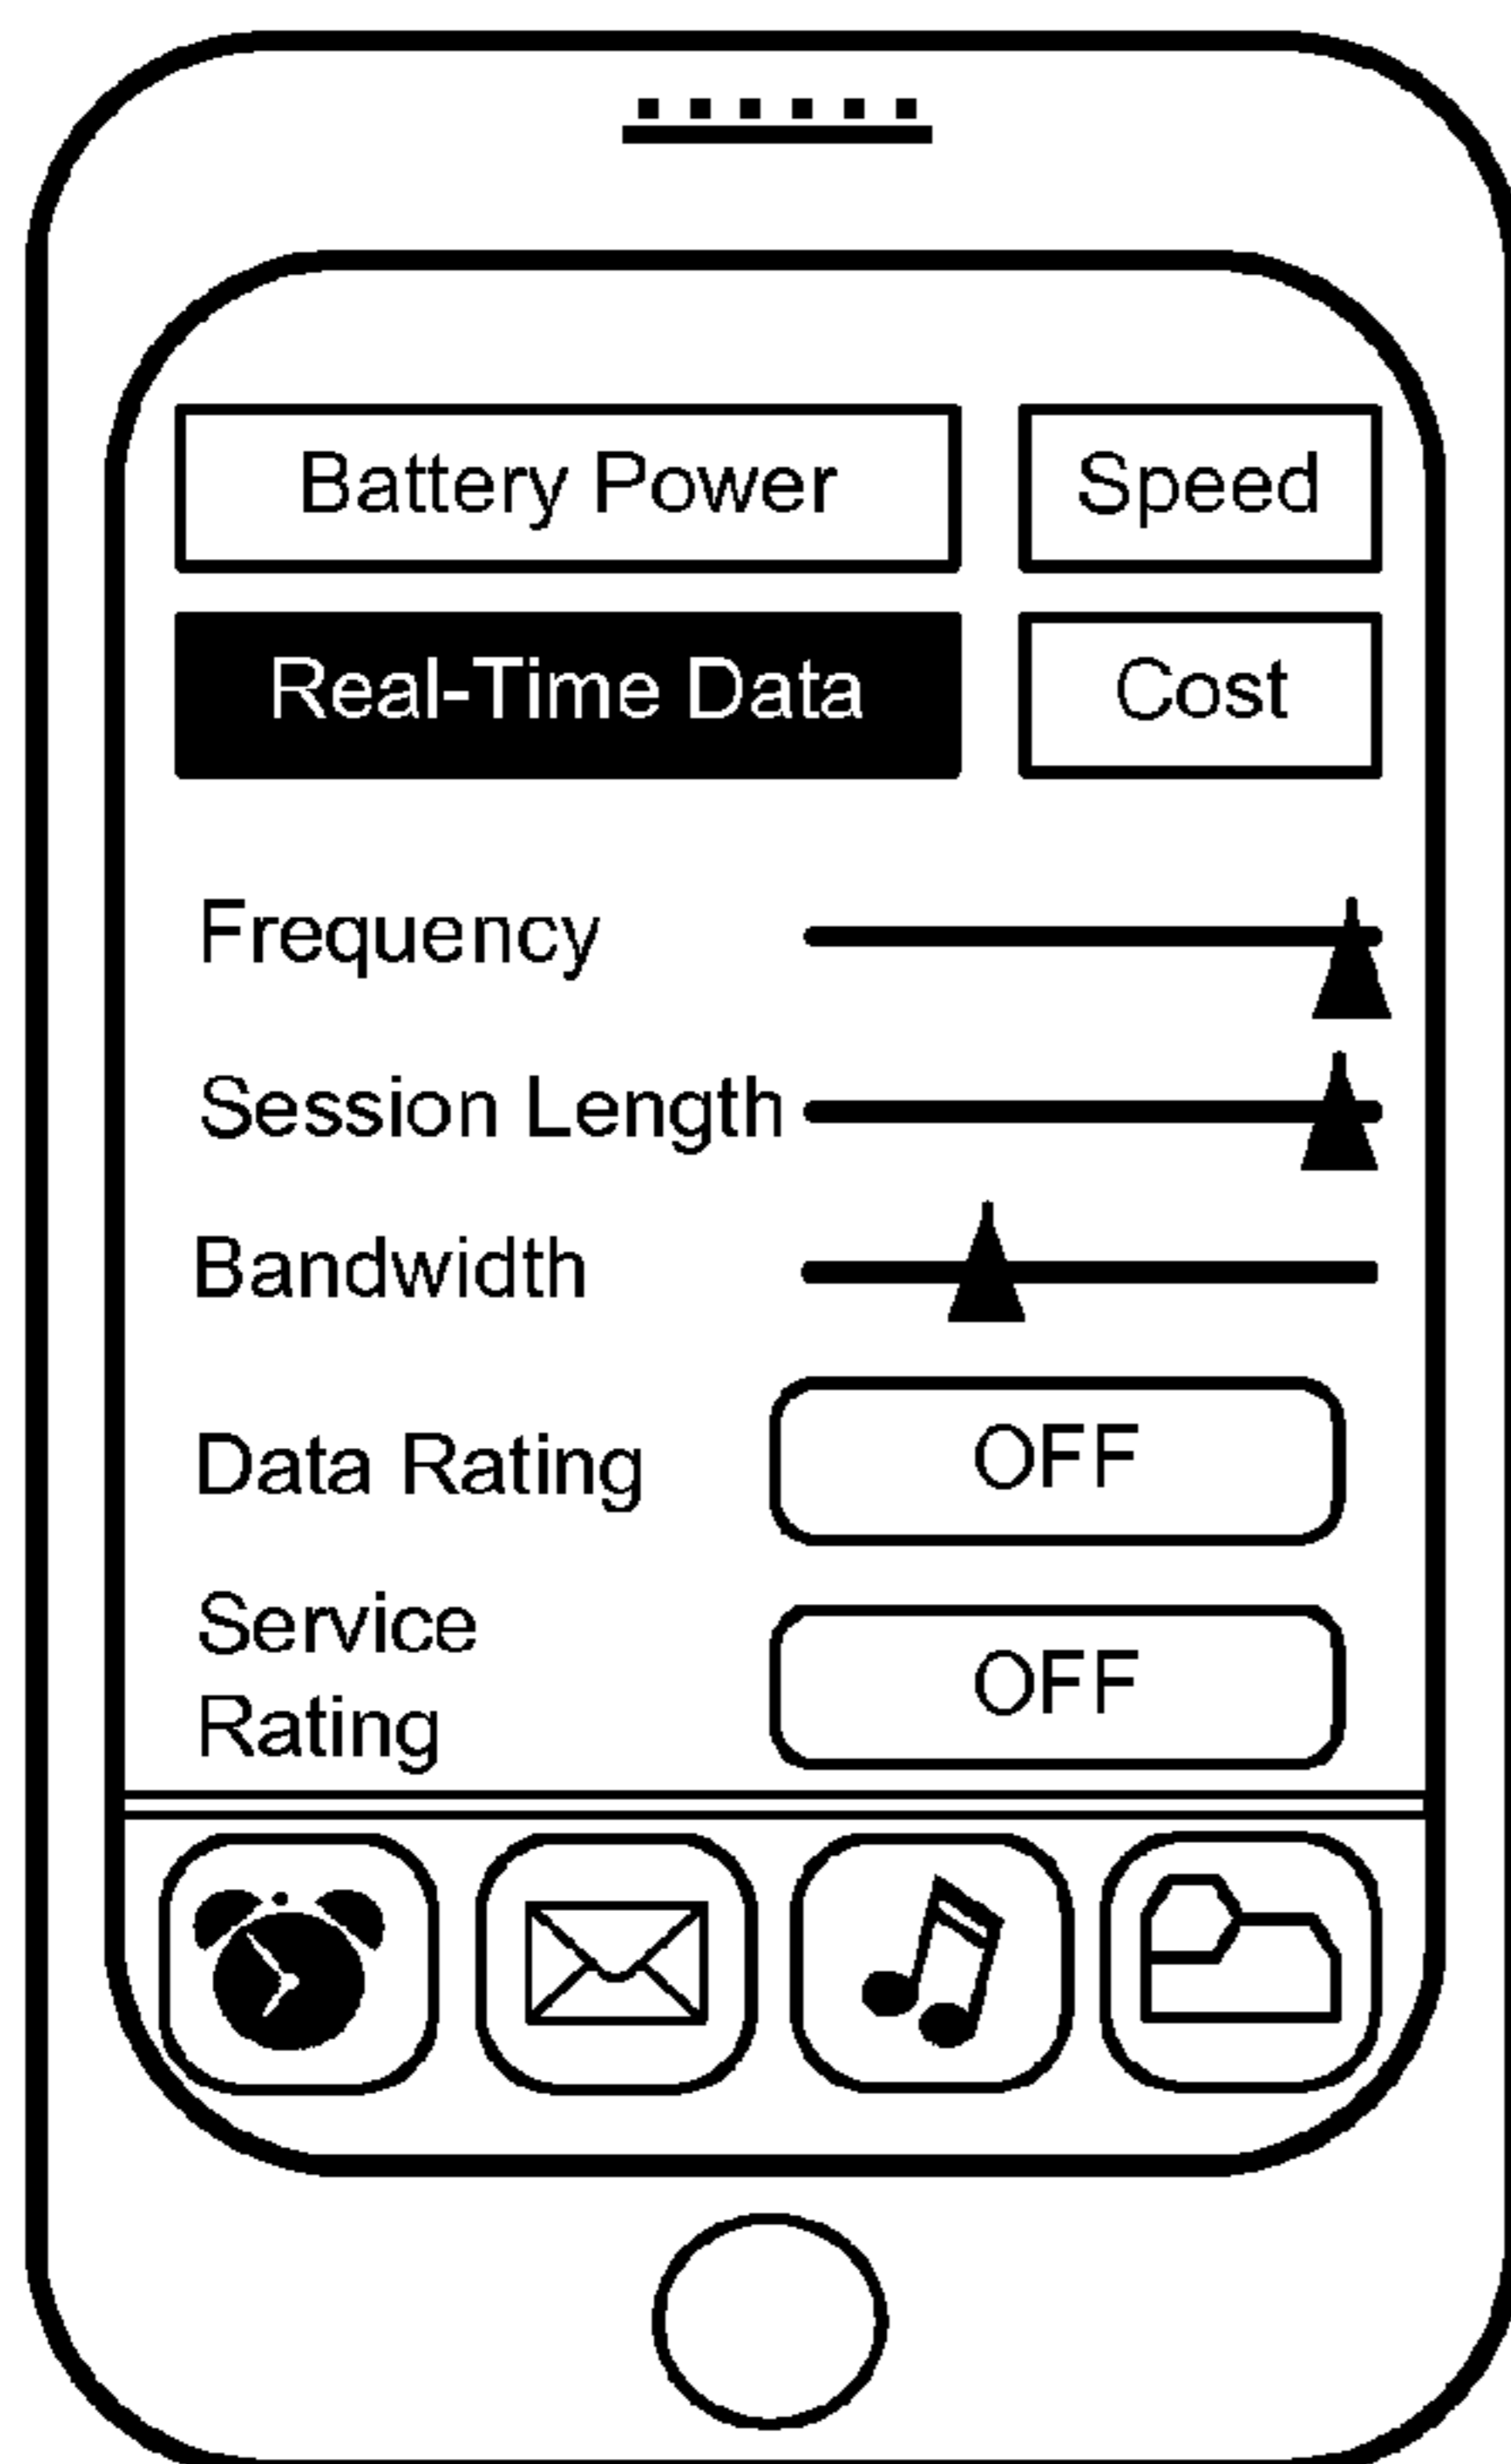 Battery Power
Speed
Real-Time Data
Cost
Frequency
Session Length
Bandwidth
Data Rating
OFF
Service
Rating
OFF